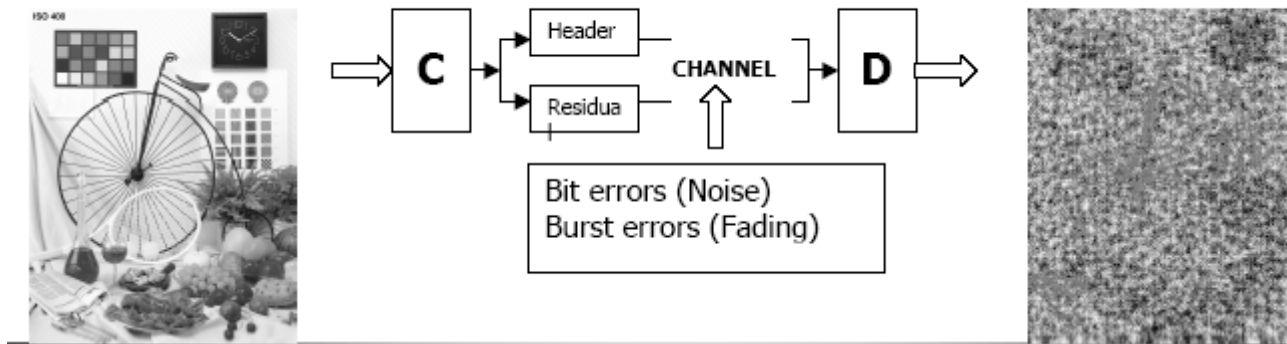 ISO 400
C
Header
CHANNEL
Residua
l
D
Bit errors (Noise)
Burst errors (Fading)